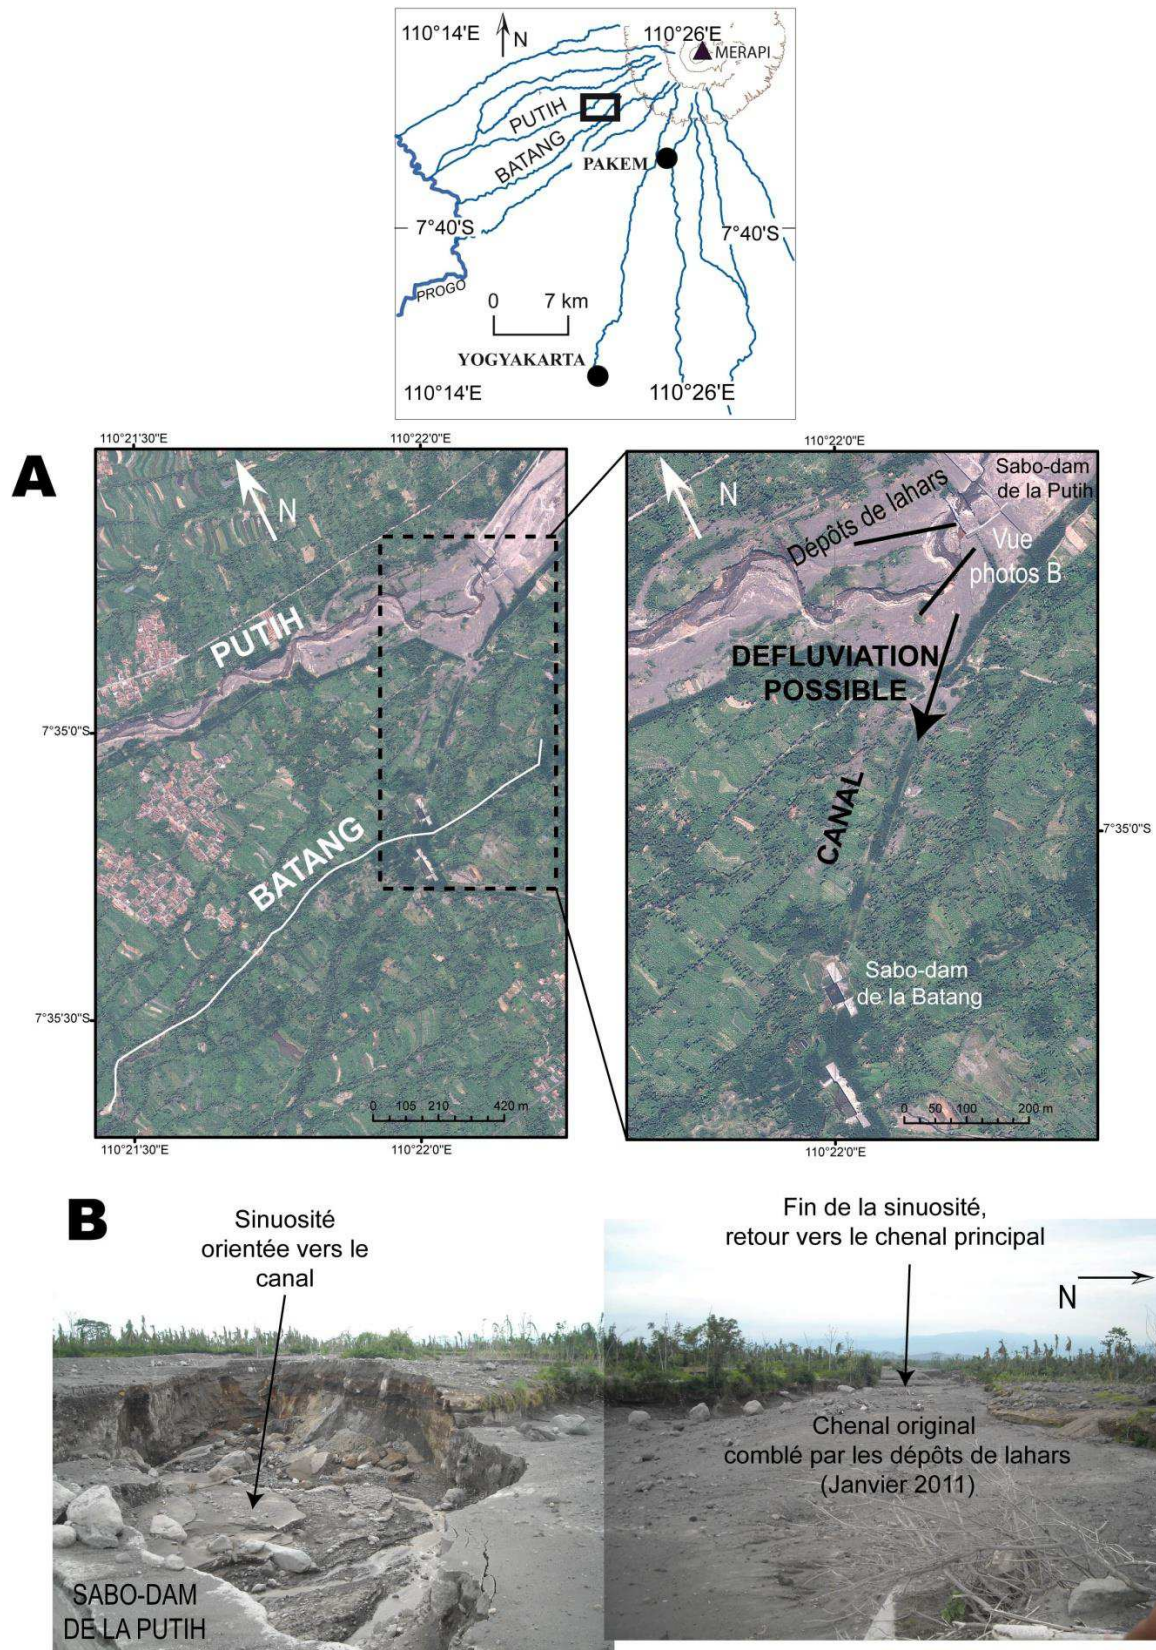 110°14'E
N
110°26'E
MERAPI
PUTIH
BATANG
PAKEM
7°40'S
7°40'S
PROGO
0 7 km
YOGYAKARTA
110°14'E
110°26'E
A
110°21'30"E
110°22'0"E
N
PUTIH
BATANG
7°35'0"S
7°35'30"S
0 105 210 420 m
110°21'30"E
110°22'0"E
110°22'0"E
N
Sabo-dam
de la Putih
Dépôts de lahars
Vue
photos B
DEFLUVIATION
POSSIBLE
CANAL
7°35'0"S
Sabo-dam
de la Batang
0 50 100 200 m
110°22'0"E
B
Sinuosité
orientée vers le
canal
SABO-DAM
DE LA PUTIH
Fin de la sinuosité,
retour vers le chenal principal
N
Chenal original
comblé par les dépôts de lahars
(Janvier 2011)